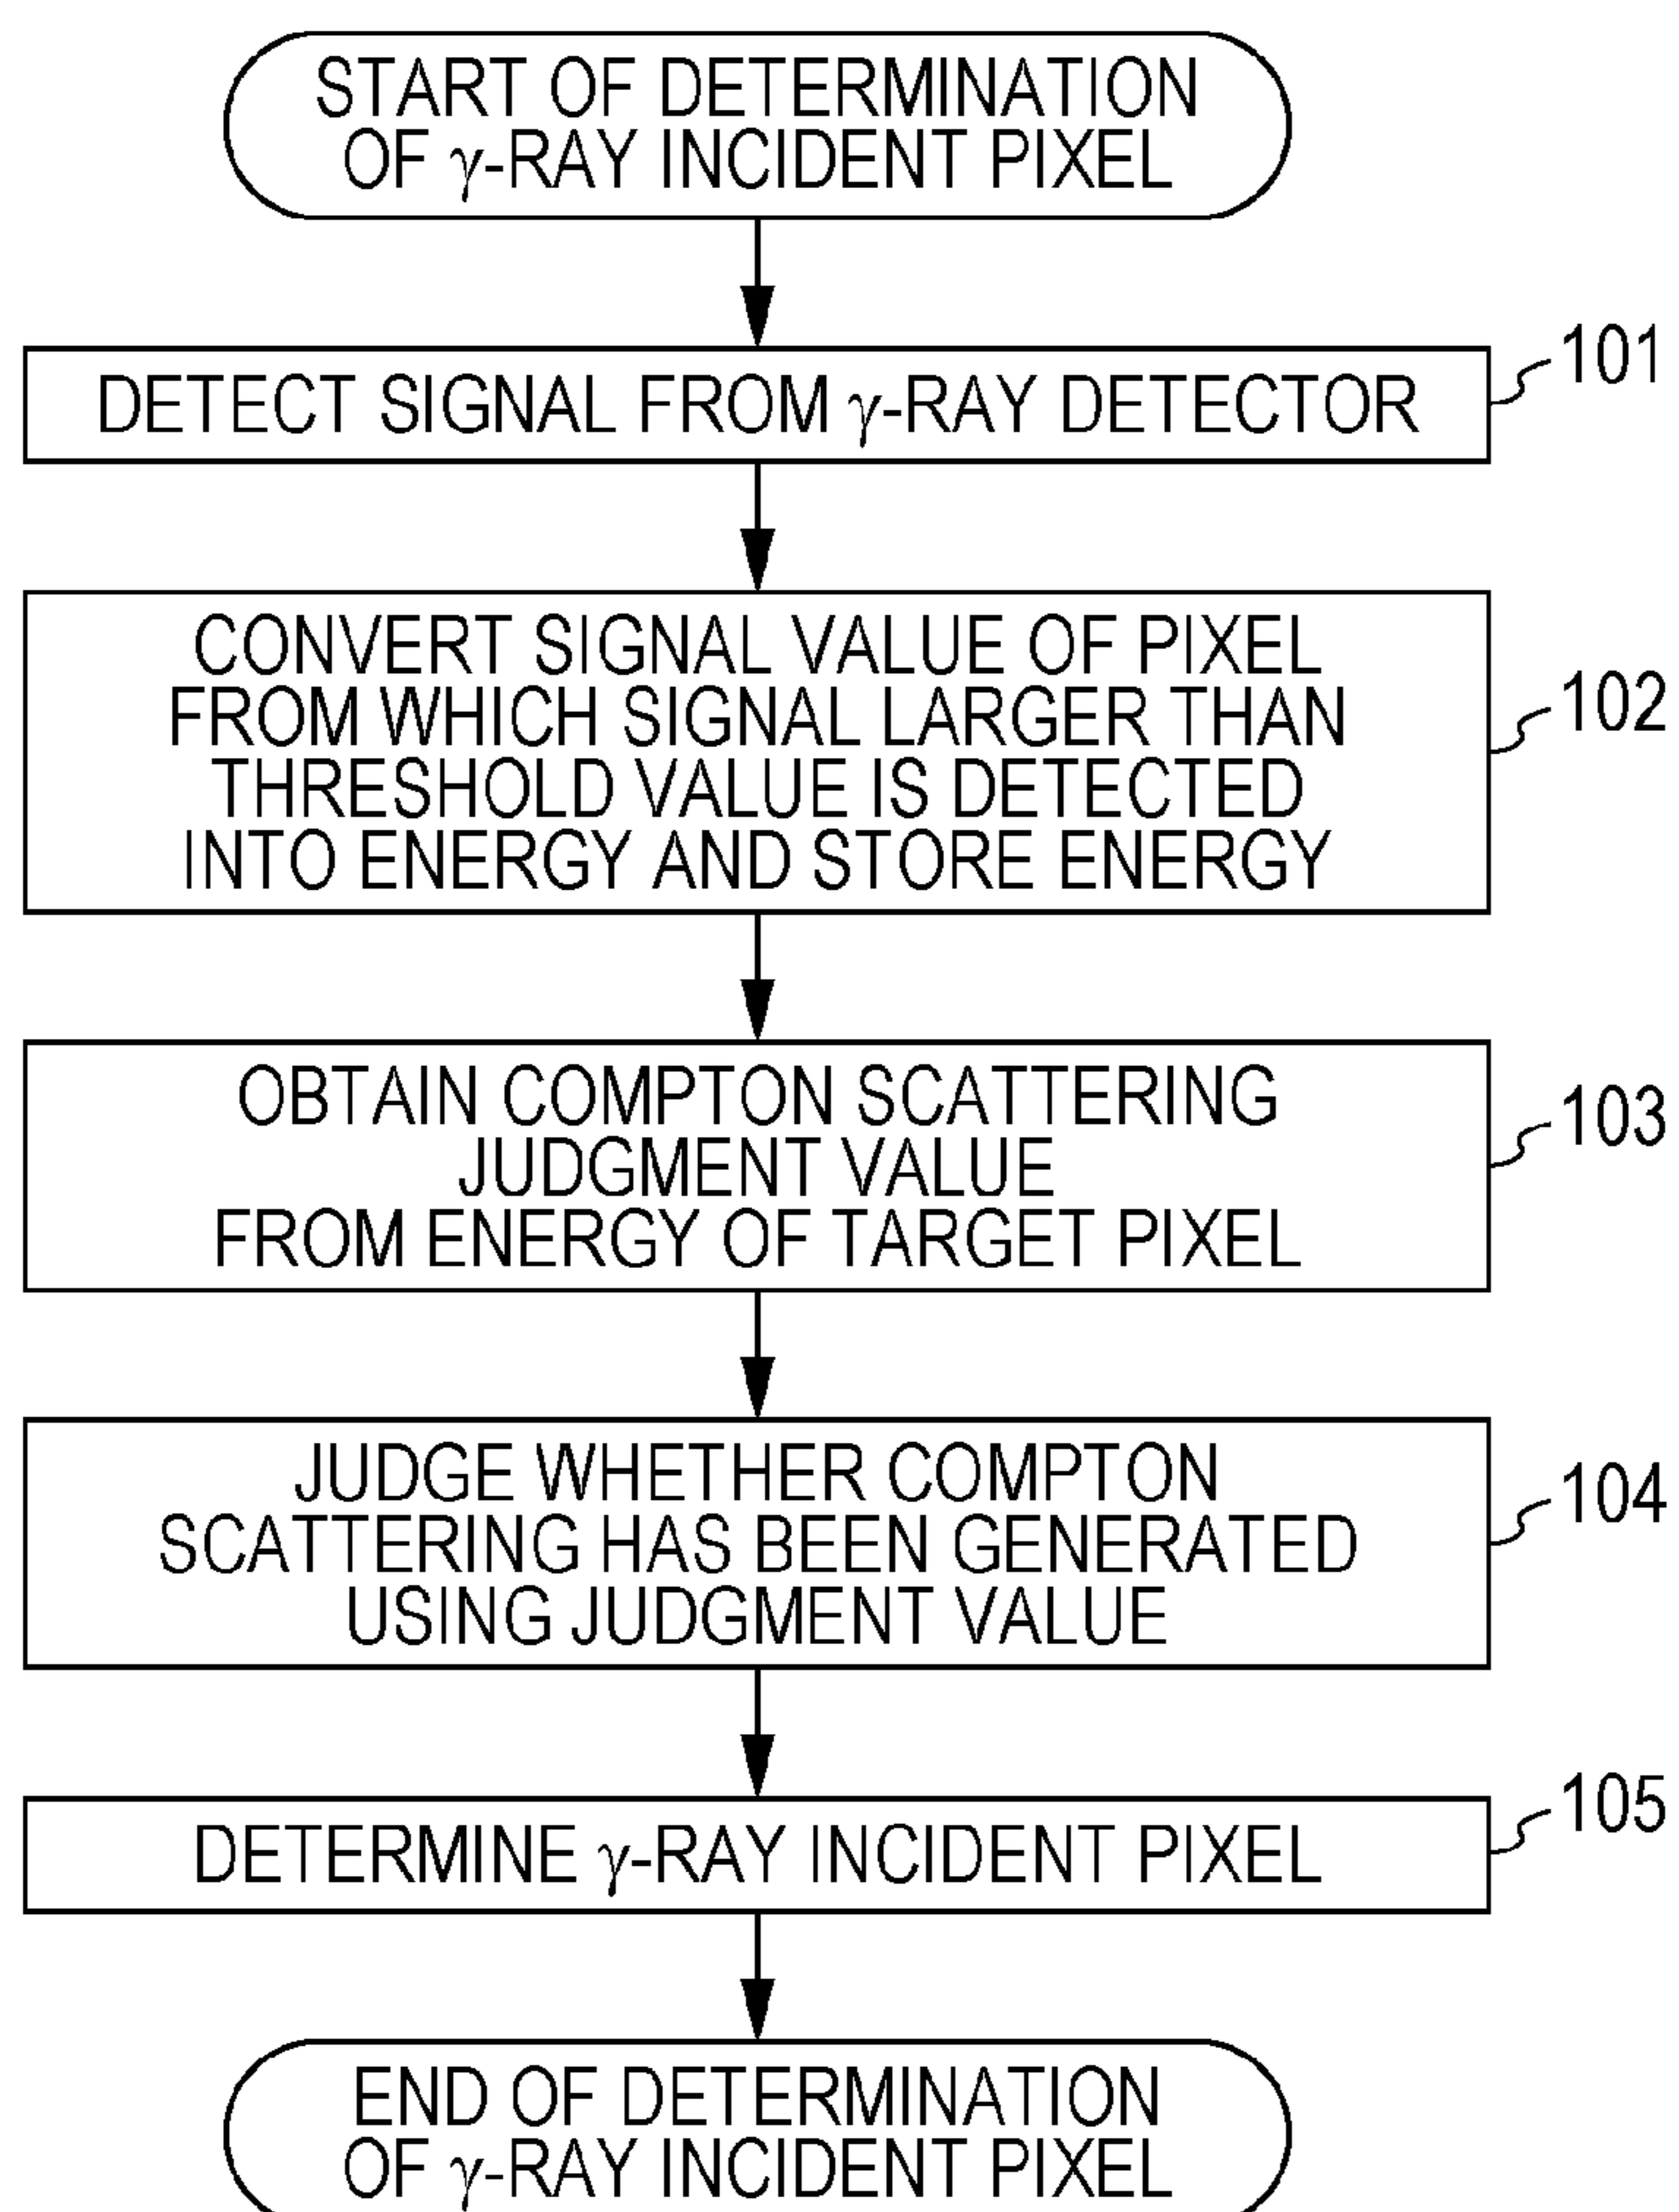 START OF DETERMINATION
OF γ-RAY INCIDENT PIXEL
101
DETECT SIGNAL FROM γ-RAY DETECTOR
CONVERT SIGNAL VALUE OF PIXEL
FROM WHICH SIGNAL LARGER THAN
THRESHOLD VALUE IS DETECTED
INTO ENERGY AND STORE ENERGY
102
OBTAIN COMPTON SCATTERING
JUDGMENT VALUE
FROM ENERGY OF TARGET PIXEL
103
JUDGE WHETHER COMPTON
SCATTERING HAS BEEN GENERATED
USING JUDGMENT VALUE
104
105
DETERMINE γ-RAY INCIDENT PIXEL
END OF DETERMINATION
OF γ-RAY INCIDENT PIXEL